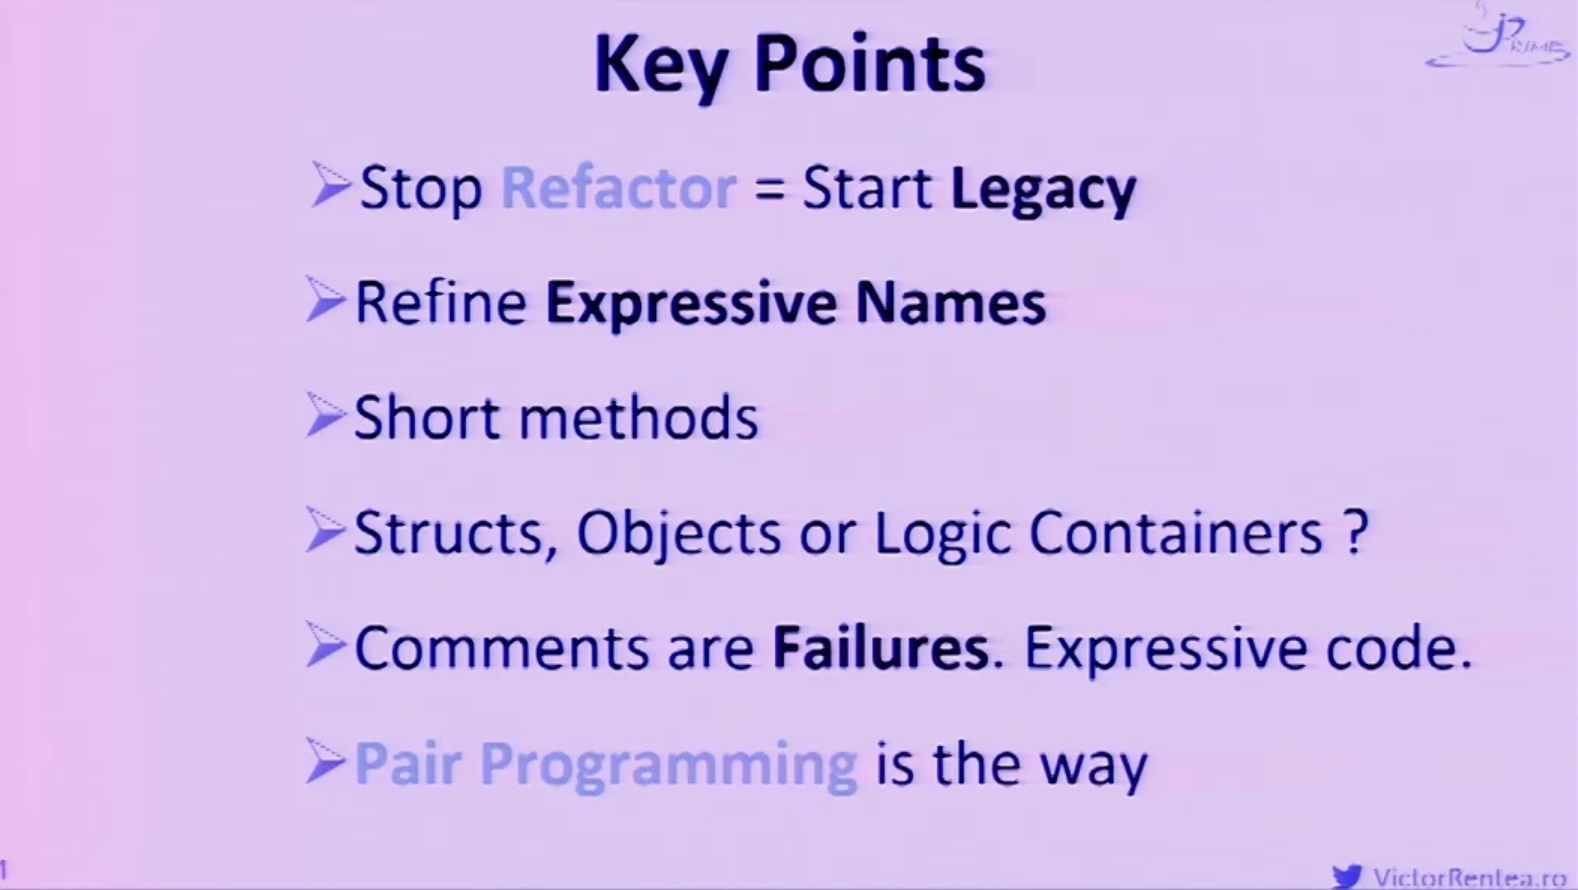 Key Points
JPRIME
Stop Refactor = Start Legacy
Refine Expressive Names
Short methods
Structs, Objects or Logic Containers ?
Comments are Failures. Expressive code.
Pair Programming is the way
VictorRentea.ro